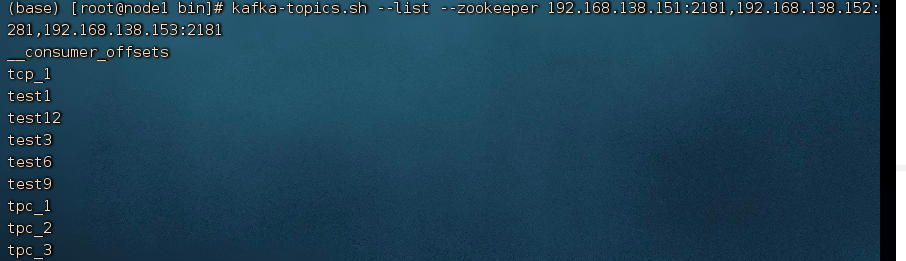 (base) [root@node1 bin]# kafka-topics.sh --list --zookeeper 192.168.138.151:2181,192.168.138.152:
281,192.168.138.153:2181
__consumer_offsets
tcp_1
test1
test12
test3
test6
test9
tpc_1
tpc_2
tpc_3